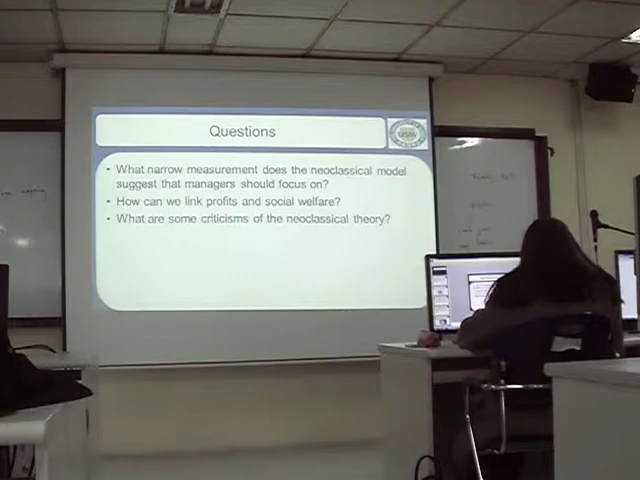 Questions
• What narrow measurement does the neoclassical model
suggest that managers should focus on?
• How can we link profits and social welfare?
• What are some criticisms of the neoclassical theory?